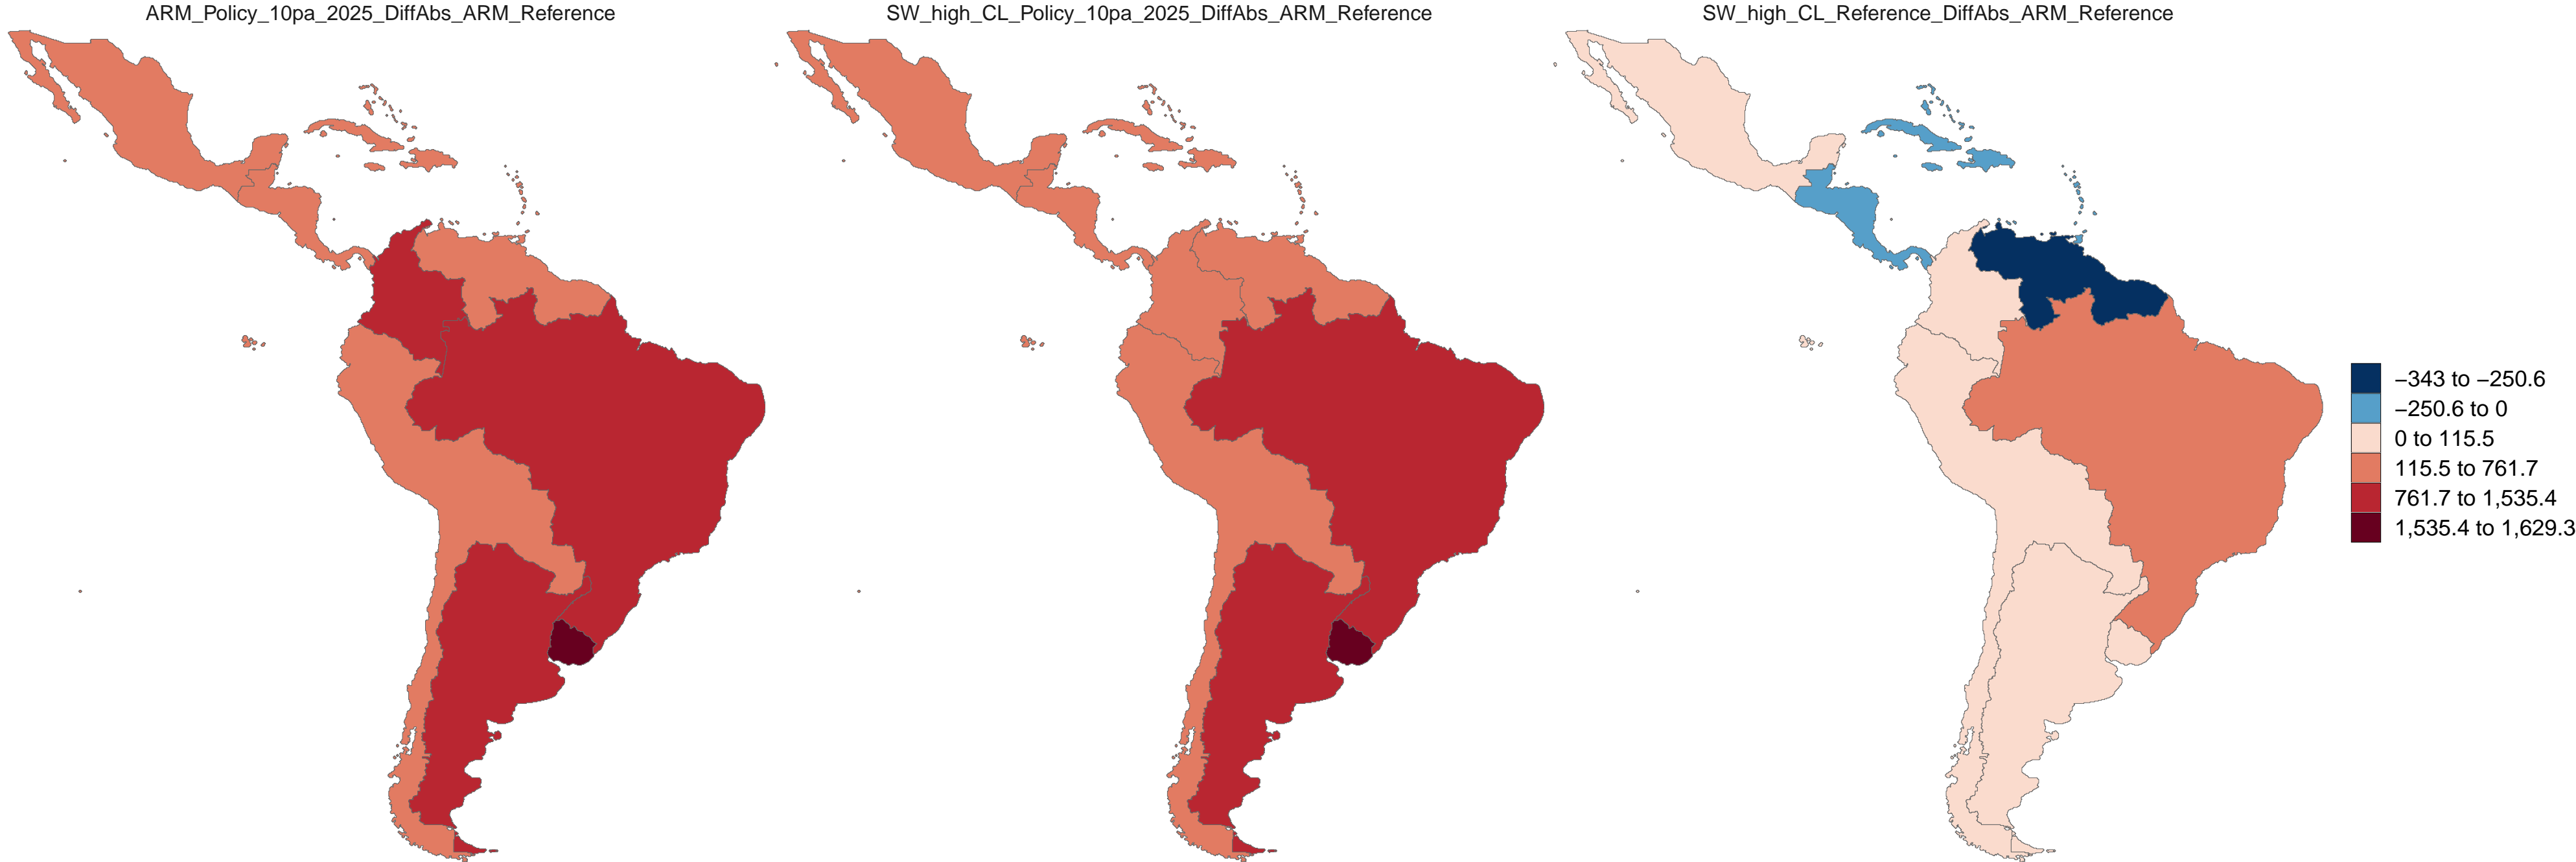 ARM_Policy_10pa_2025_DiffAbs_ARM_Reference
SW_high_CL_Policy_10pa_2025_DiffAbs_ARM_Reference
SW_high_CL_Reference_DiffAbs_ARM_Reference
−343 to −250.6
−250.6 to 0
0 to 115.5
115.5 to 761.7
761.7 to 1,535.4
1,535.4 to 1,629.3